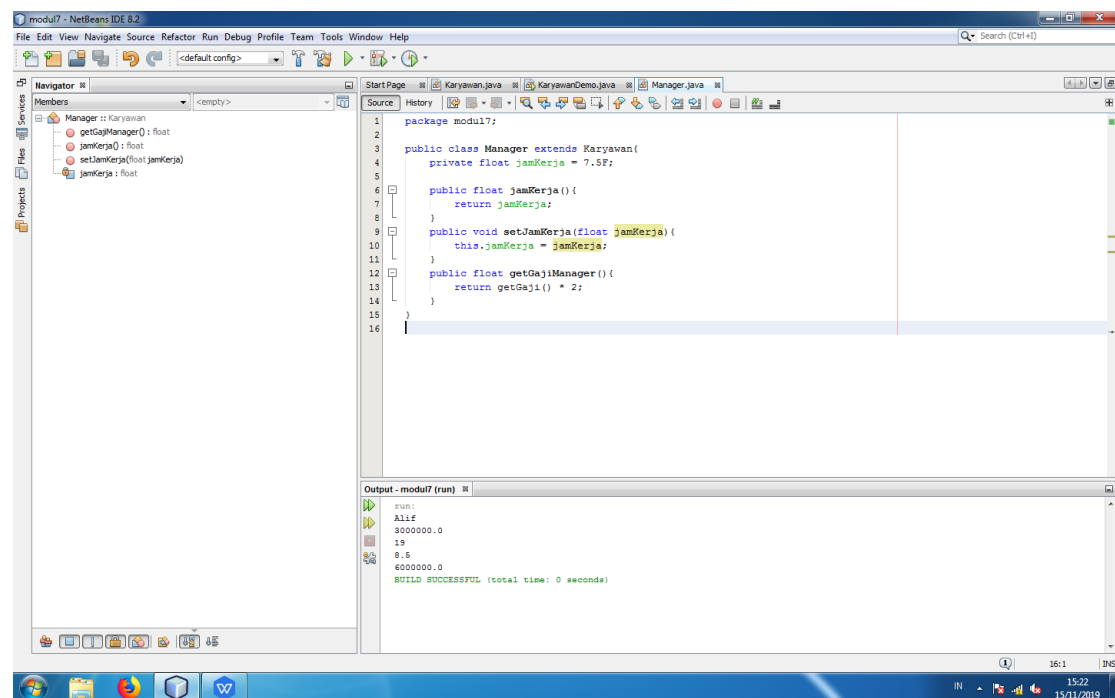 modul7 - NetBeans IDE 8.2
File Edit View Navigate Source Refactor Run Debug Profile Team Tools Window Help
Search (Ctrl+I)
<default config>
Navigator
Start Page Karyawan.java KaryawanDemo.java Manager.java
Members <empty>
Source History
Services
Files
Projects
Manager :: Karyawan
getGajiManager() : float
jamKerja() : float
setJamKerja(float jamKerja)
jamKerja : float
1 package modul7;
2
3 public class Manager extends Karyawan{
4 private float jamKerja = 7.5F;
5
6 public float jamKerja(){
7 return jamKerja;
8 }
9 public void setJamKerja(float jamKerja){
10 this.jamKerja = jamKerja;
11 }
12 public float getGajiManager(){
13 return getGaji() * 2;
14 }
15 }
16
Output - modul7 (run)
run:
Alif
3000000.0
19
8.5
6000000.0
BUILD SUCCESSFUL (total time: 0 seconds)
1 16:1 INS
IN
15:22
15/11/2019